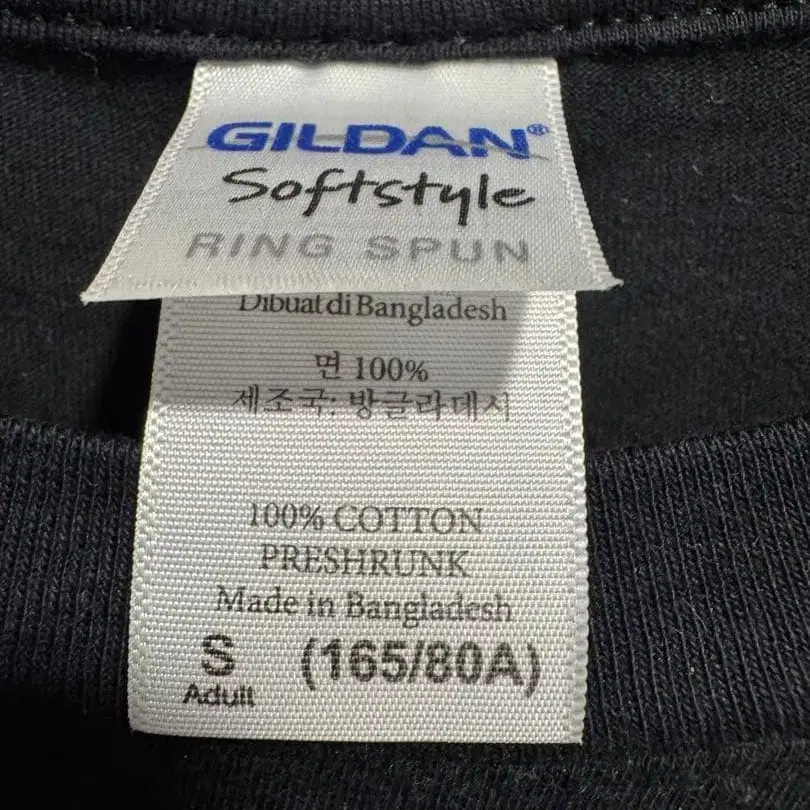 GILDAN®
Softstyle
RING SPUN
Dibuat di Bangladesh
면 100%
세조국: 방글라데시
100% COTTON
PRESHRUNK
Made in Bangladesh
S (165/80A)
Adult